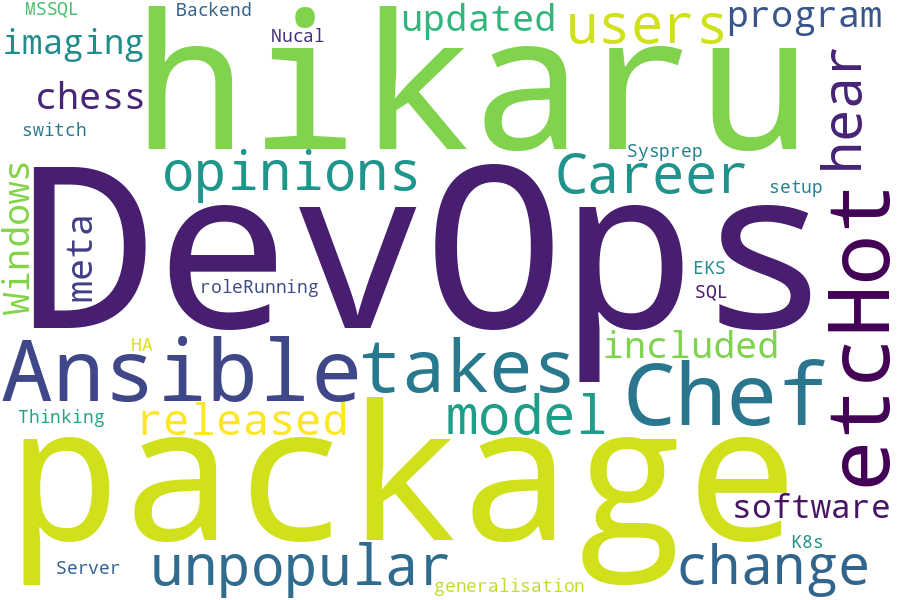 MSSQL
Backend
hikaru
updated
users
program
imaging
Nucal
chess
switch
hear
opinions
Career
Sysprep
setup
Windows
meta
DevOps
roleRunning
EKS
SQL
etcHot
Ansible
HA
takes
included
Chef
Thinking
released
model
package
software
K8s
Server
unpopular
generalisation
change